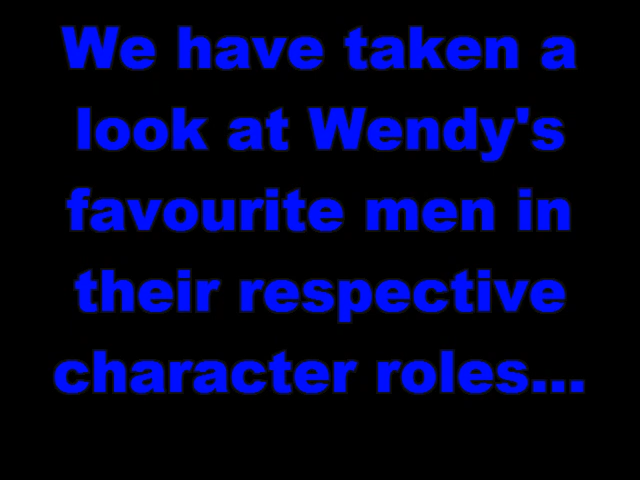 We have taken a
look at Wendy's
favourite men in
their respective
character roles...